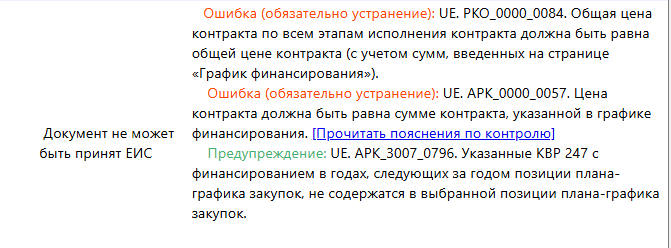 Документ не может
быть принят ЕИС
Ошибка (обязательно устранение): UE. РКО_0000_0084. Общая цена
контракта по всем этапам исполнения контракта должна быть равна
общей цене контракта (с учетом сумм, введенных на странице
«График финансирования»).
Ошибка (обязательно устранение): UE. АРК_0000_0057. Цена
контракта должна быть равна сумме контракта, указанной в графике
финансирования. [Прочитать пояснения по контролю]
Предупреждение: UE. АРК_3007_0796. Указанные КВР 247 с
финансированием в годах, следующих за годом позиции плана-
графика закупок, не содержатся в выбранной позиции плана-графика
закупок.